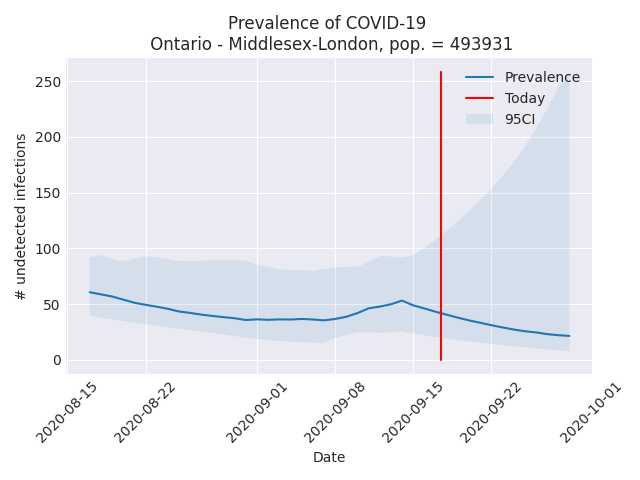 Prevalence of COVID-19
Ontario - Middlesex-London, pop. = 493931
Prevalence
Today
95CI
# undetected infections
250
200
150
100
50
0
2020-08-15
2020-08-22
2020-09-01
2020-09-08
2020-09-15
2020-09-22
2020-10-01
Date